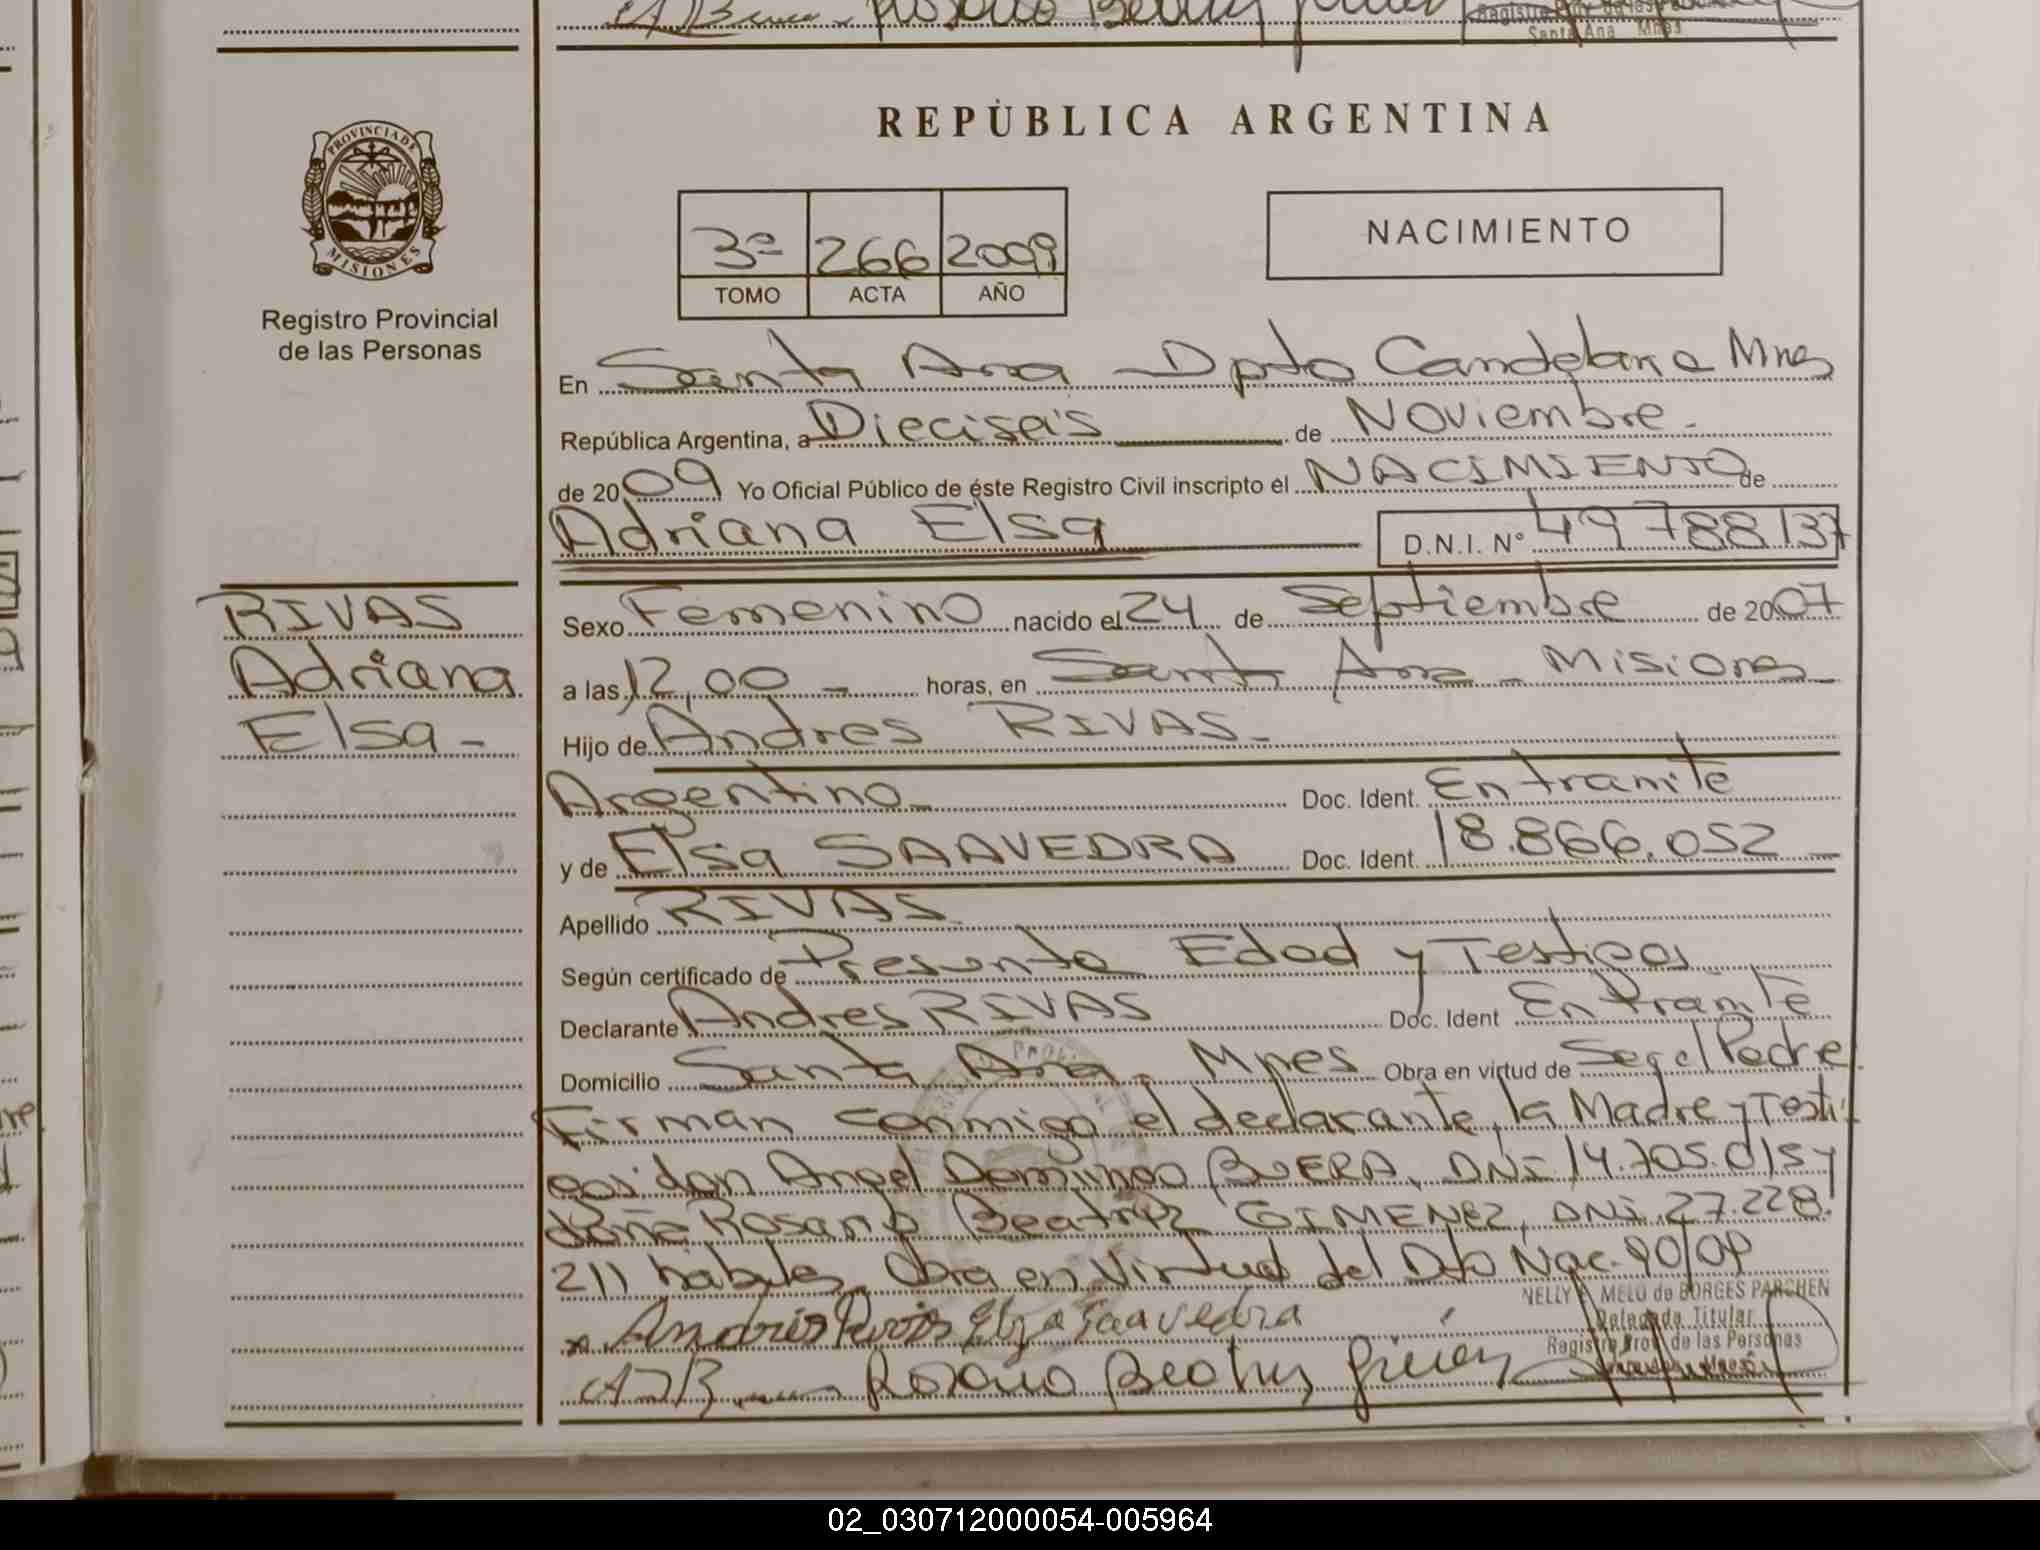 Santa Ana Mnes
REPÚBLICA ARGENTINA
PROVINCIA DE
MISIONES
Registro Provincial
de las Personas
3º 266 2009
TOMO ACTA AÑO
NACIMIENTO
En Santa Ana - Dpto Candelaria Mnes
República Argentina, a Dieciseis de Noviembre.
de 2009 Yo Oficial Público de éste Registro Civil inscripto el NACIMIENTO de
Adriana Elsa D.N.I. Nº 49788137
RIVAS
Adriana
Elsa-
Sexo Femenino nacido el 24 de Septiembre de 2007
a las 12,00 - horas, en Santa Ana - Misiones
Hijo de Andres RIVAS.
Argentino Doc. Ident. En tramite
y de Elsa SAAVEDRA Doc. Ident. 18.866.052
Apellido RIVAS.
Según certificado de Presunta Edad y Testigos
Declarante Andres RIVAS Doc. Ident En Tramite
Domicilio Santa Ana - Mnes Obra en virtud de Ser el Padre.
Firman conmigo el declarante, la Madre y Testi-
gos: don Angel Domingo BUERA, DNI 14.705.015 y
doña Rosario Beatriz GIMENEZ, DNI. 27.228.
211 habiles. Obra en Virtud del Dto Nac. 90/09
NELLY E. MELO de BORGES PARCHEN
Delegada Titular
Registro Prov. de las Personas
Andrés Rivas Elsa Saavedra
Rosario Beatriz
02_030712000054-005964